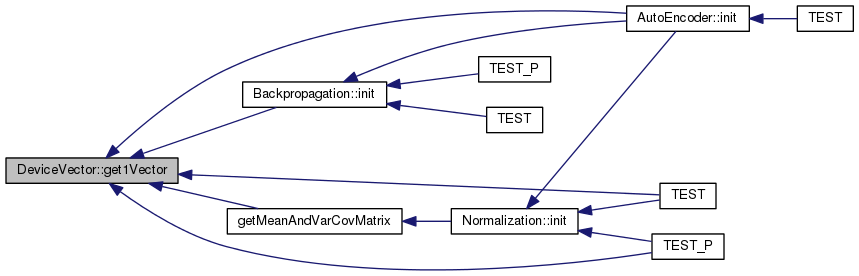 AutoEncoder::init
TEST
TEST_P
Backpropagation::init
TEST
DeviceVector::get1Vector
TEST
getMeanAndVarCovMatrix
Normalization::init
TEST_P